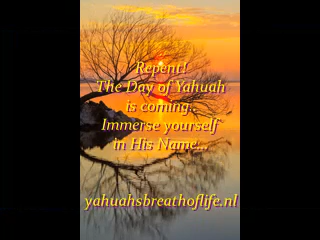 Repent!
The Day of Yahuah
is coming..
Immerse yourself
in His Name...
yahuahsbreathoflife.nl